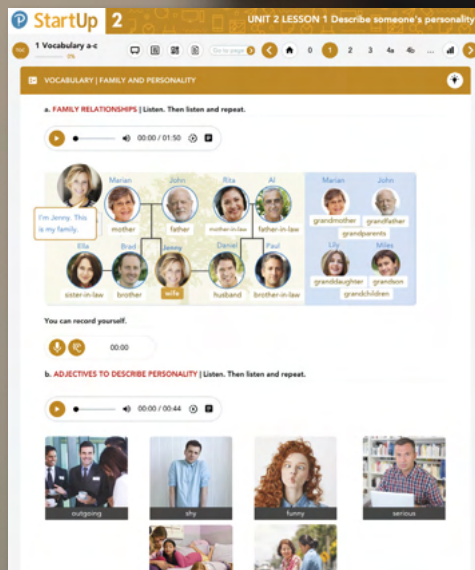 StartUp 2
UNIT 2 LESSON 1 Describe someone's personality
TOC
1 Vocabulary a-c
0%
Go to page
0 1 2 3 4a 4b ...
VOCABULARY | FAMILY AND PERSONALITY
a. FAMILY RELATIONSHIPS | Listen. Then listen and repeat.
00:00 / 01:50
I'm Jenny. This
is my family.
Marian John Rita Al
mother father mother-in-law father-in-law
Ella Brad Jenny Daniel Paul
sister-in-law brother wife husband brother-in-law
Marian John
grandmother grandfather
grandparents
Lily Miles
granddaughter grandson
grandchildren
You can record yourself.
00:00
b. ADJECTIVES TO DESCRIBE PERSONALITY | Listen. Then listen and repeat.
00:00 / 00:44
outgoing shy funny serious